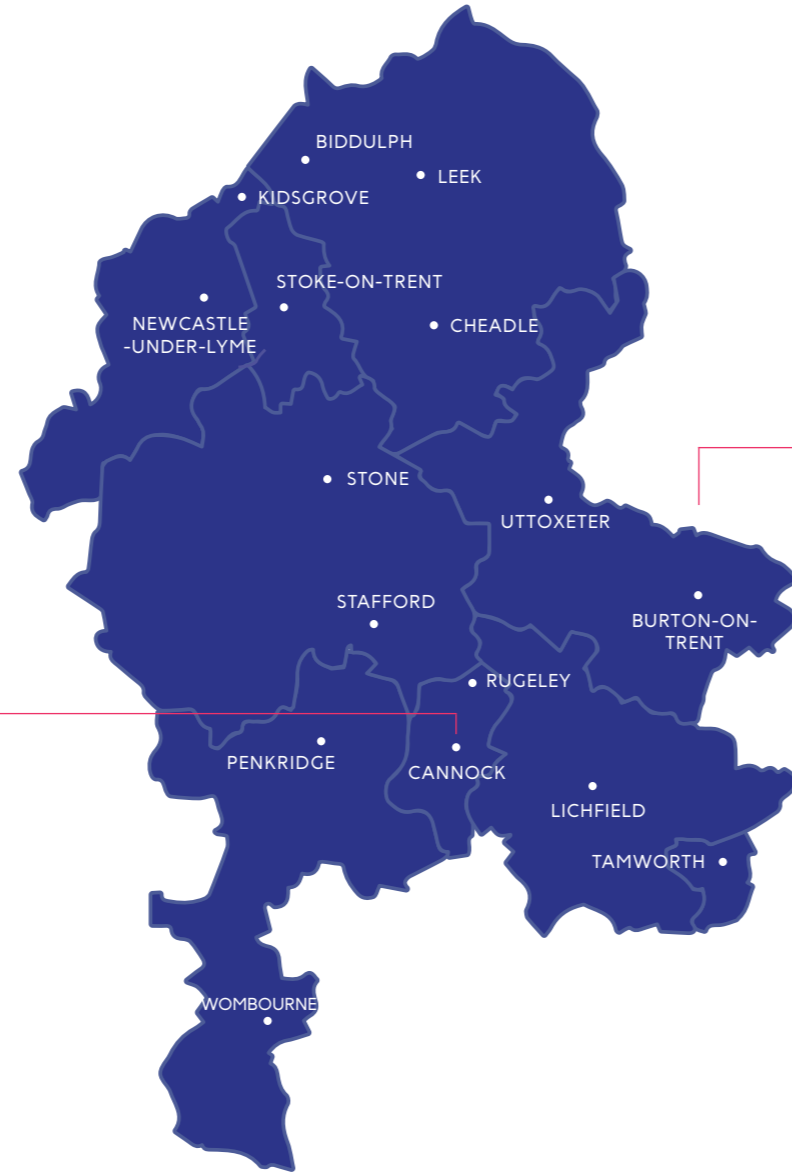 BIDDULPH
LEEK
KIDSGROVE
STOKE-ON-TRENT
NEWCASTLE
-UNDER-LYME
CHEADLE
STONE
UTTOXETER
STAFFORD
BURTON-ON-
TRENT
RUGELEY
PENKRIDGE
CANNOCK
LICHFIELD
TAMWORTH
WOMBOURNE